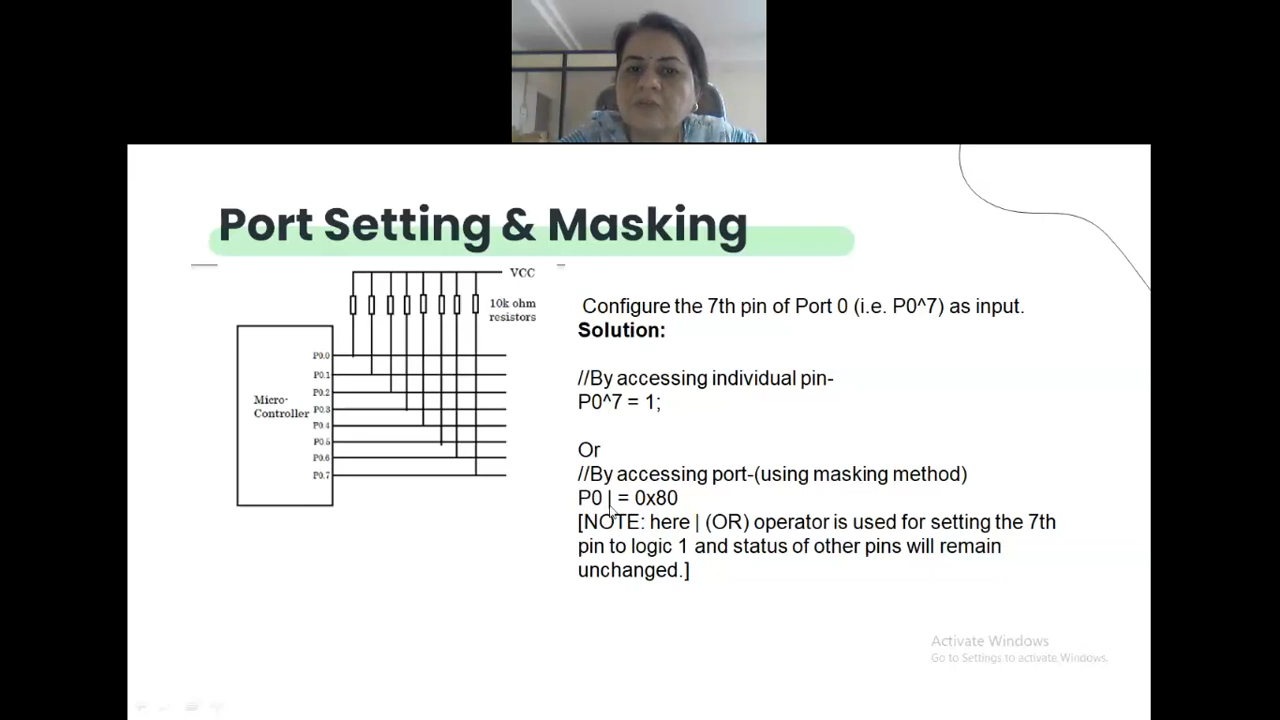 Port Setting & Masking
VCC
10k ohm
resistors
P0.0
P0.1
P0.2
Micro-
Controller
P0.3
P0.4
P0.5
P0.6
P0.7
Configure the 7th pin of Port 0 (i.e. P0^7) as input.
Solution:
//By accessing individual pin-
P0^7 = 1;
Or
//By accessing port-(using masking method)
P0 | = 0x80
[NOTE: here | (OR) operator is used for setting the 7th
pin to logic 1 and status of other pins will remain
unchanged.]
Activate Windows
Go to Settings to activate Windows.